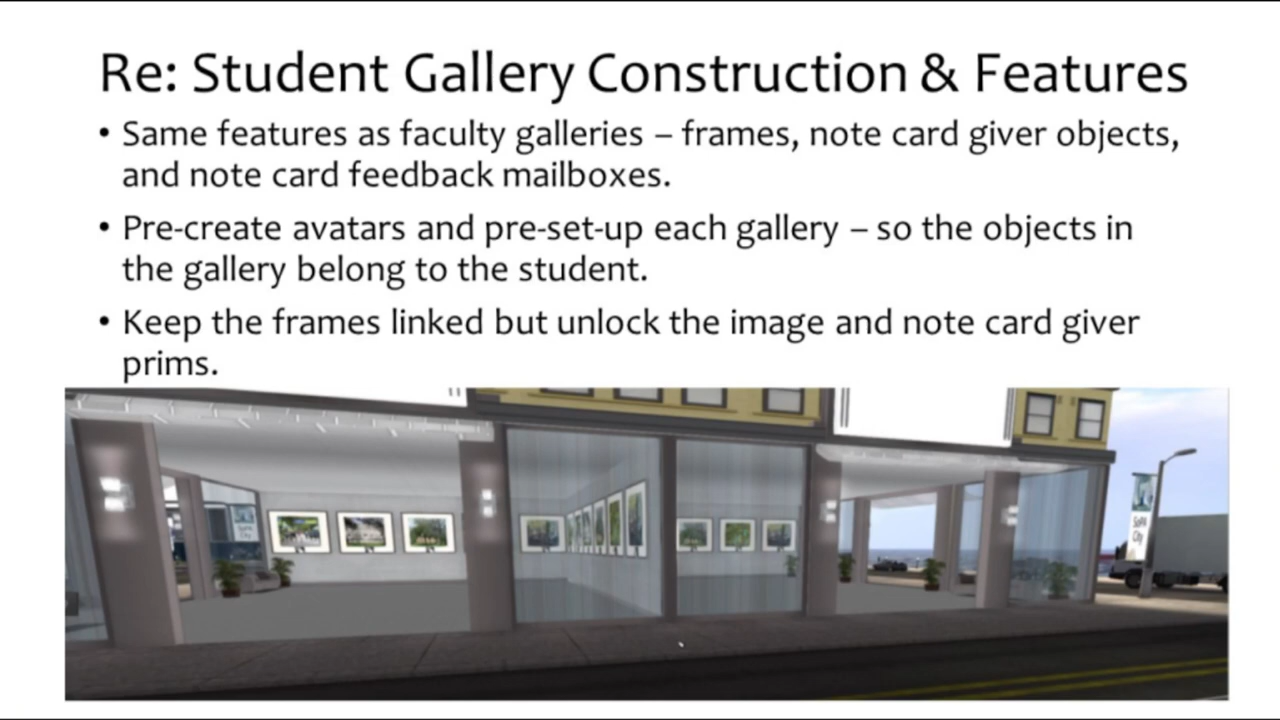 Re: Student Gallery Construction & Features
• Same features as faculty galleries – frames, note card giver objects,
and note card feedback mailboxes.
• Pre-create avatars and pre-set-up each gallery – so the objects in
the gallery belong to the student.
• Keep the frames linked but unlock the image and note card giver
prims.
SoPA
City